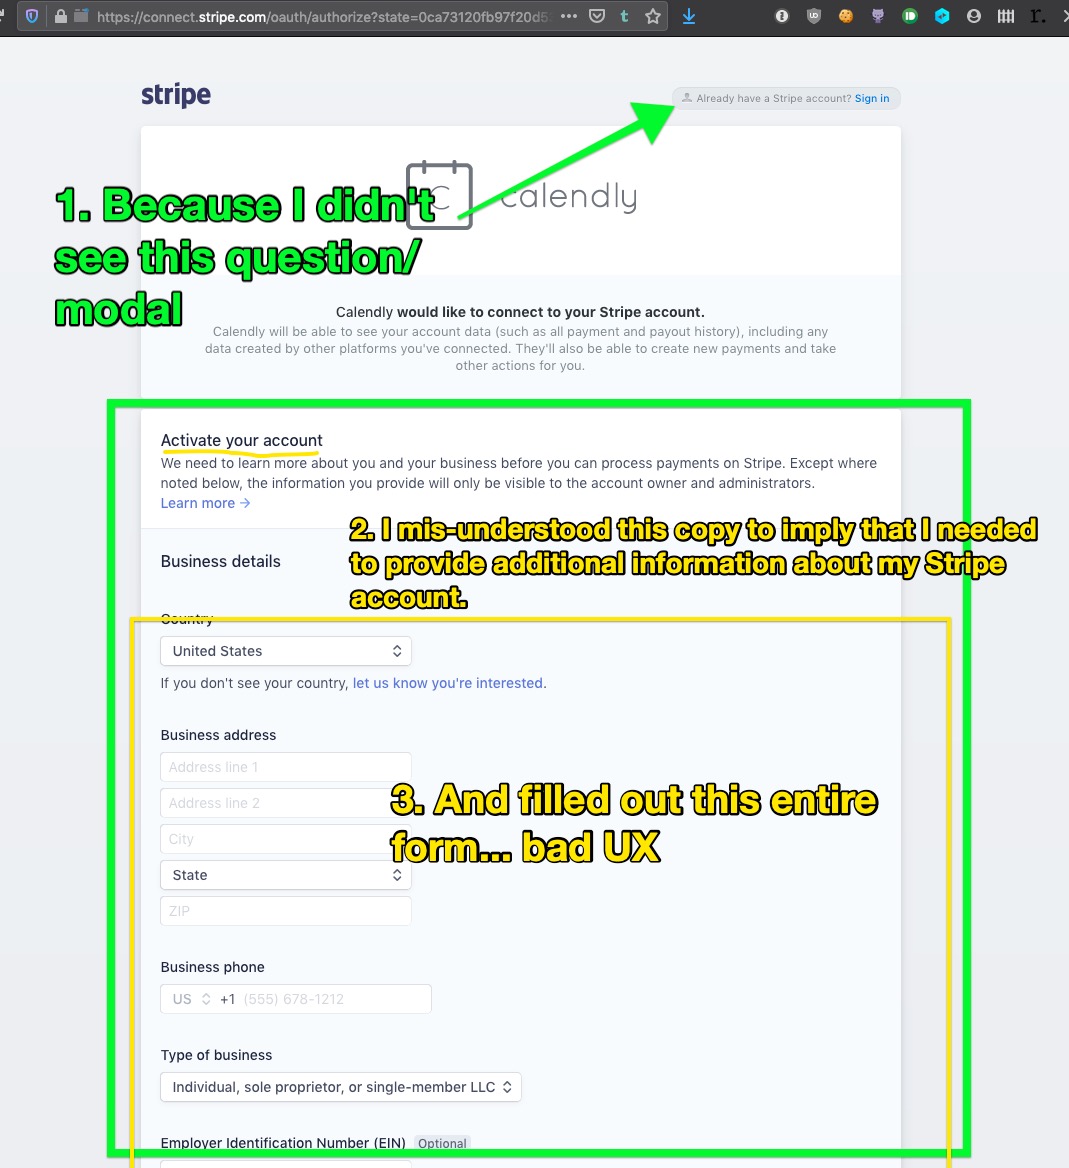 https://connect.stripe.com/oauth/authorize?state=0ca73120fb97f20d5
stripe
Already have a Stripe account? Sign in
calendly
1. Because I didn't
see this question/
modal
Calendly would like to connect to your Stripe account.
Calendly will be able to see your account data (such as all payment and payout history), including any
data created by other platforms you've connected. They'll also be able to create new payments and take
other actions for you.
Activate your account
We need to learn more about you and your business before you can process payments on Stripe. Except where
noted below, the information you provide will only be visible to the account owner and administrators.
Learn more →
2. I mis-understood this copy to imply that I needed
to provide additional information about my Stripe
account.
Business details
Country
United States
If you don't see your country, let us know you're interested.
Business address
Address line 1
Address line 2
City
State
ZIP
3. And filled out this entire
form... bad UX
Business phone
US +1 (555) 678-1212
Type of business
Individual, sole proprietor, or single-member LLC
Employer Identification Number (EIN) Optional